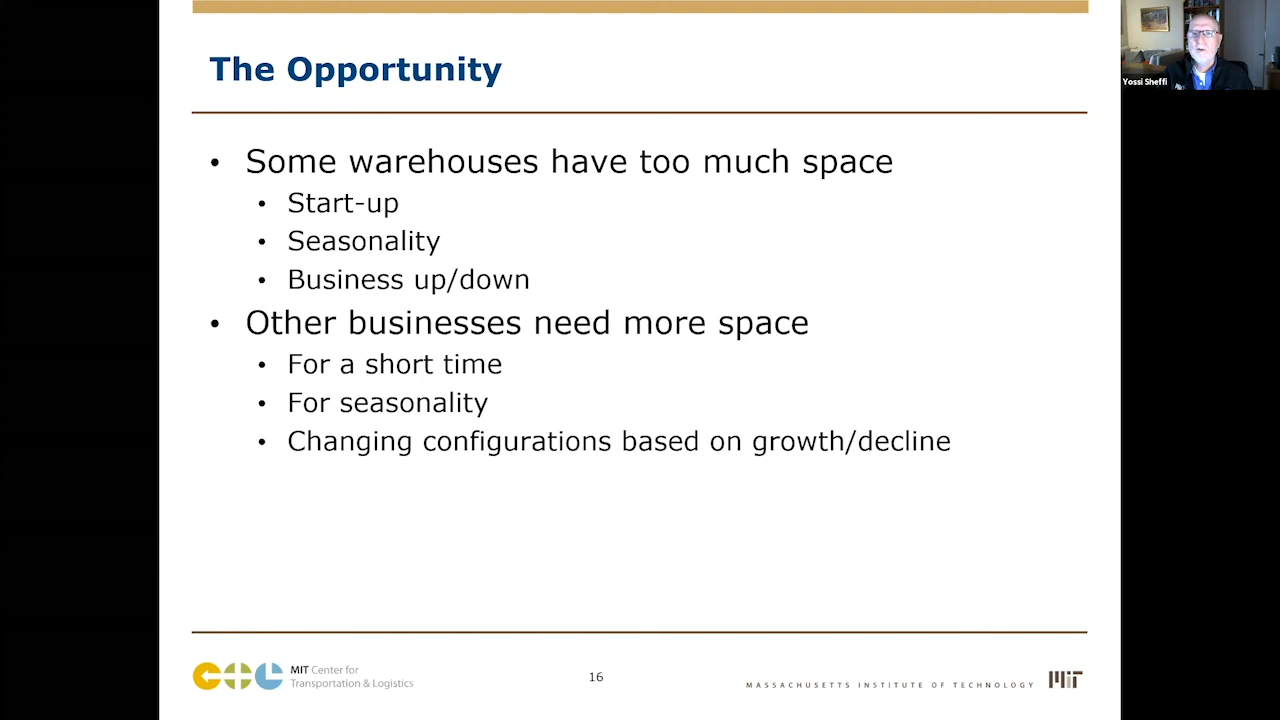 The Opportunity
Yossi Sheffi
• Some warehouses have too much space
• Start-up
• Seasonality
• Business up/down
• Other businesses need more space
• For a short time
• For seasonality
• Changing configurations based on growth/decline
MIT Center for
Transportation & Logistics
16
MASSACHUSETTS INSTITUTE OF TECHNOLOGY
MIT